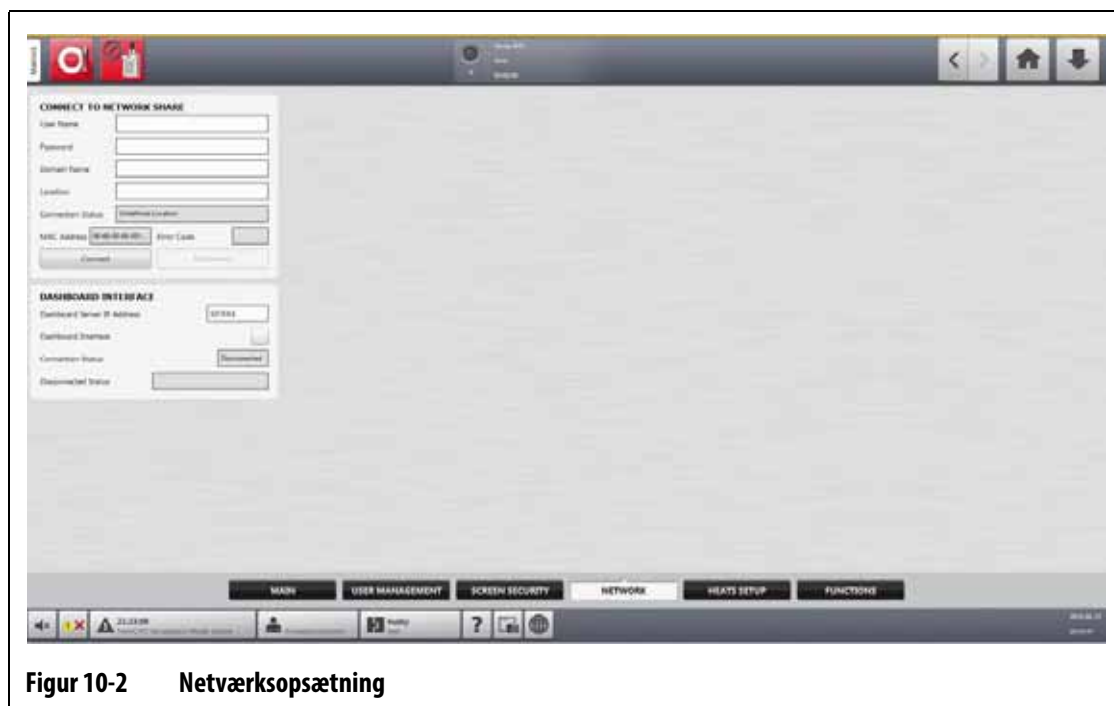 CONNECT TO NETWORK SHARE
User Name
Password
Domain Name
Location
Connection Status Undefined Location
MAC Address Error Code
Connect
DASHBOARD INTERFACE
Dashboard Server IP Address
Dashboard Interface
Connection Status Disconnected
Disconnected Status
MAIN USER MANAGEMENT SCREEN SECURITY NETWORK HEATS SETUP FUNCTIONS
?
Figur 10-2 Netværksopsætning